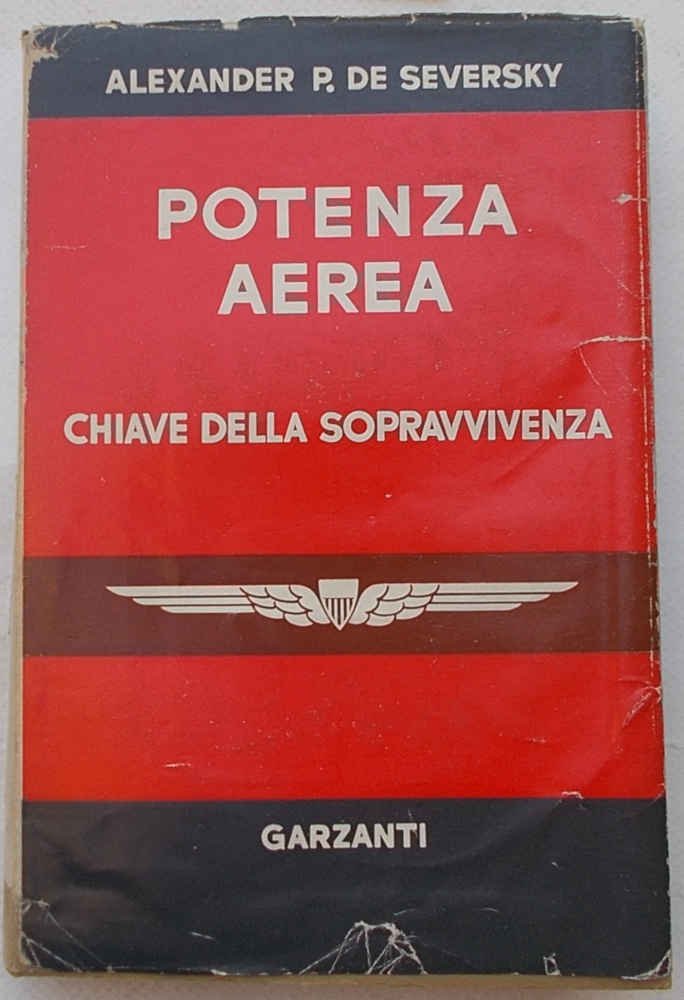 ALEXANDER P. DE SEVERSKY
POTENZA
AEREA
CHIAVE DELLA SOPRAVVIVENZA
GARZANTI